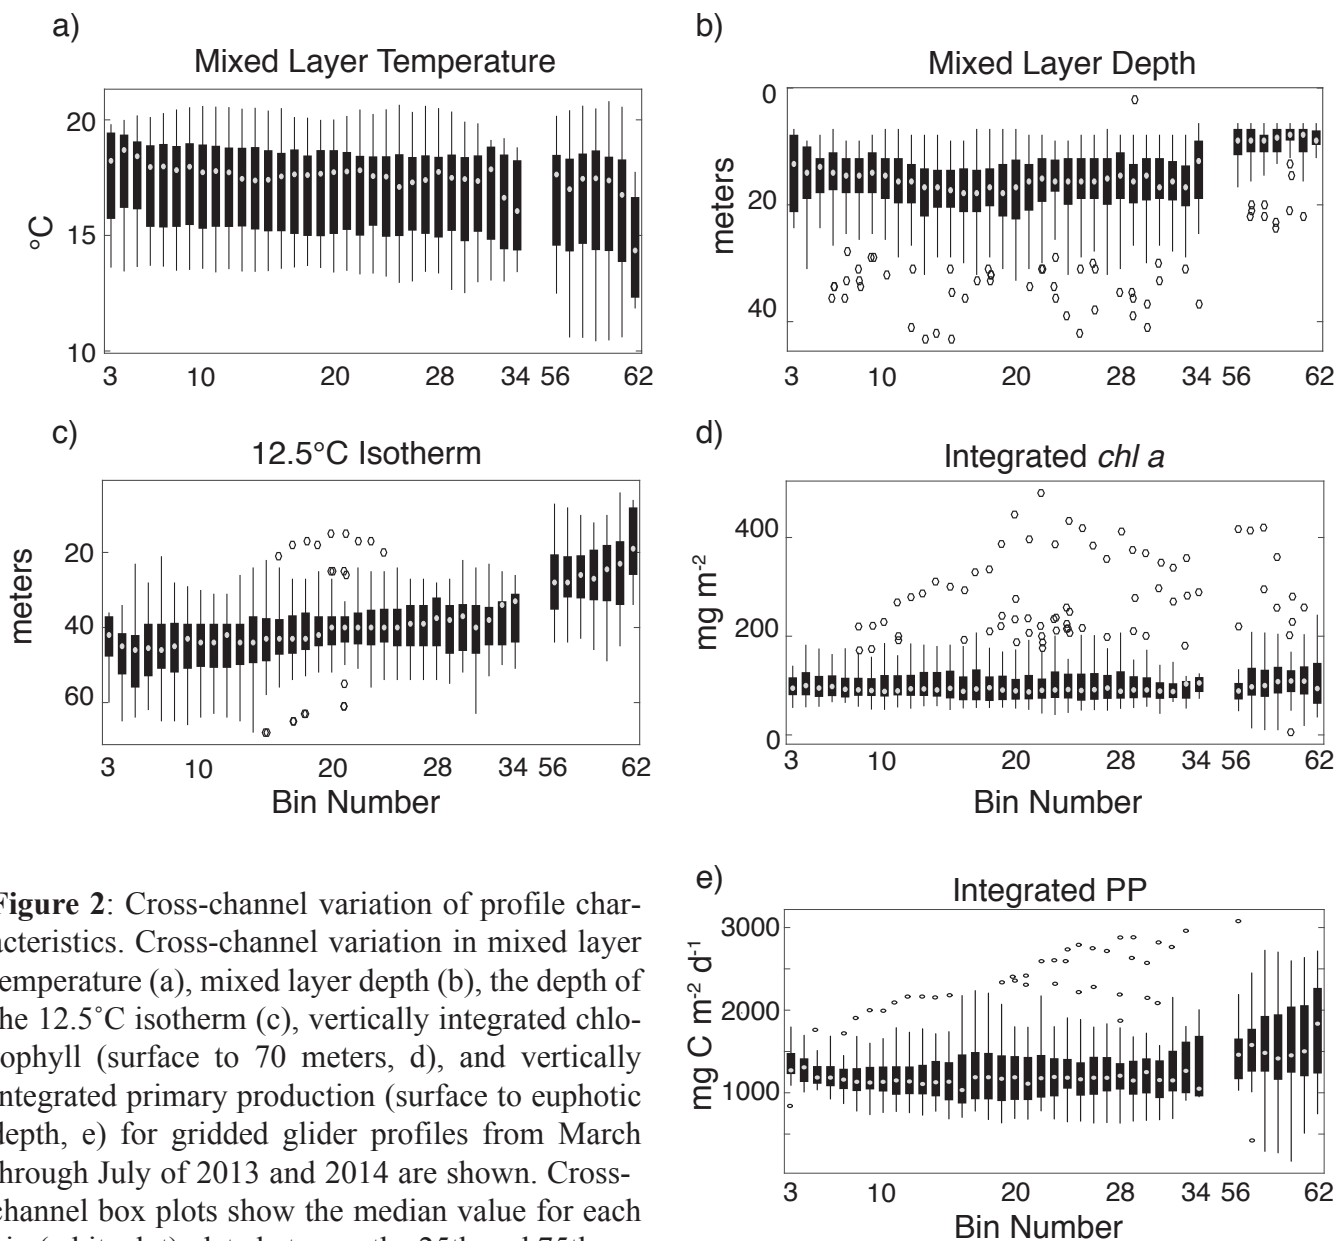 a)
Mixed Layer Temperature
20
15
10
°C
3 10 20 28 34 56 62
b)
Mixed Layer Depth
0
20
40
meters
3 10 20 28 34 56 62
c)
12.5°C Isotherm
20
40
60
meters
3 10 20 28 34 56 62
Bin Number
d)
Integrated chl a
400
200
0
mg m-2
3 10 20 28 34 56 62
Bin Number
e)
Integrated PP
3000
2000
1000
mg C m-2 d-1
3 10 20 28 34 56 62
Bin Number
Figure 2: Cross-channel variation of profile char-
acteristics. Cross-channel variation in mixed layer
temperature (a), mixed layer depth (b), the depth of
the 12.5˚C isotherm (c), vertically integrated chlo-
rophyll (surface to 70 meters, d), and vertically
integrated primary production (surface to euphotic
depth, e) for gridded glider profiles from March
through July of 2013 and 2014 are shown. Cross-
channel box plots show the median value for each